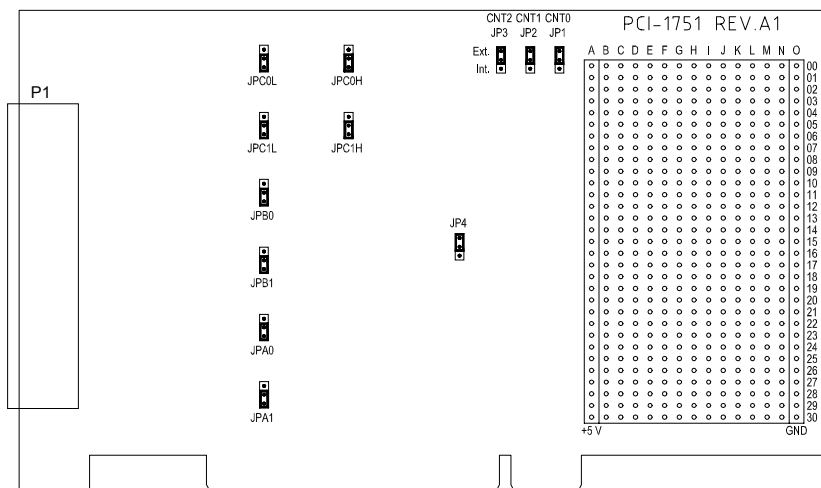 CNT2 CNT1 CNT0
JP3 JP2 JP1
PCI-1751 REV.A1
Ext.
Int.
JPC0L JPC0H
P1
JPC1L JPC1H
JPB0
JP4
JPB1
JPA0
JPA1
A B C D E F G H I J K L M N O
00
01
02
03
04
05
06
07
08
09
10
11
12
13
14
15
16
17
18
19
20
21
22
23
24
25
26
27
28
29
30
+5 V GND